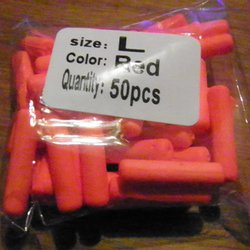 size: L
Color: Red
Quantity: 50pcs